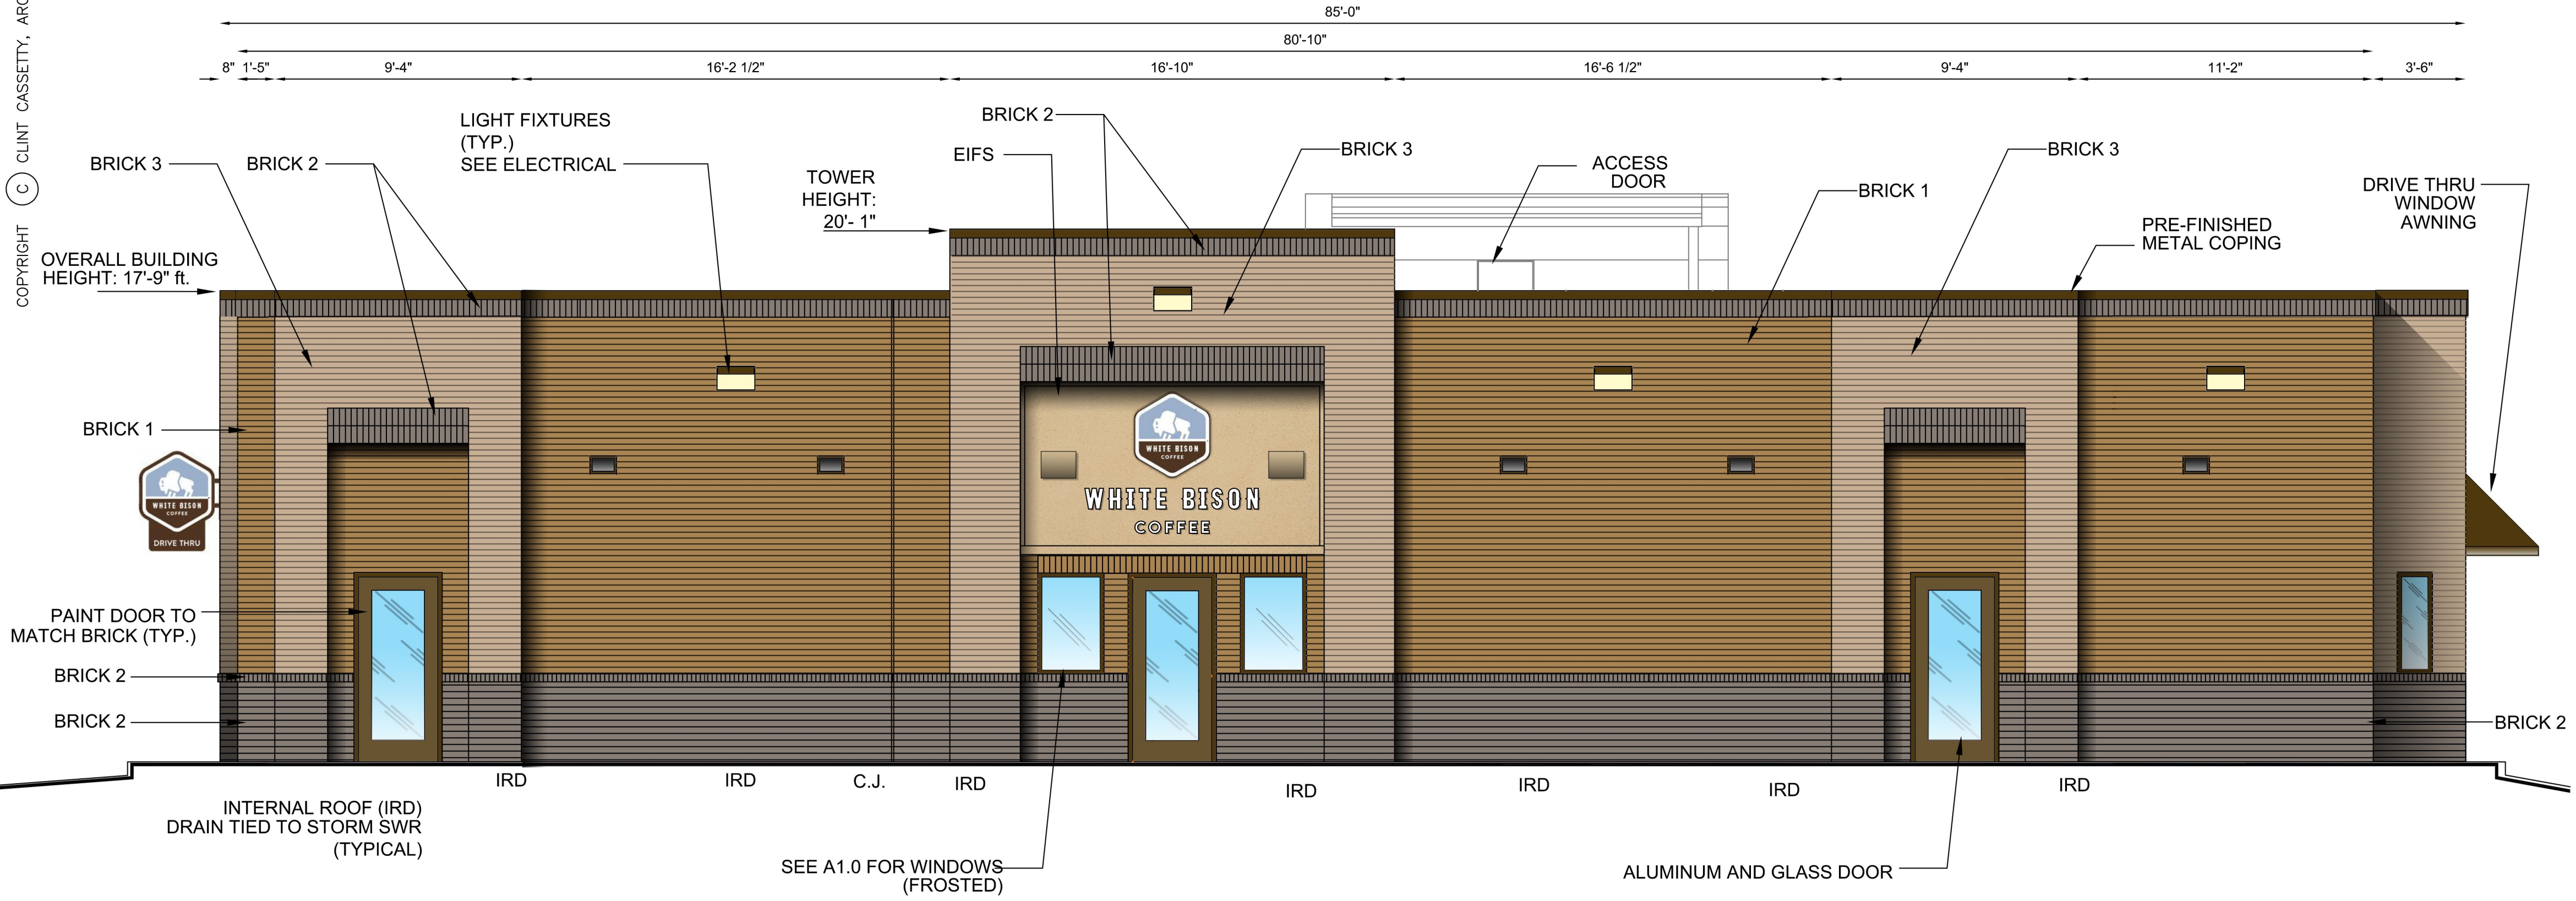 85'-0"
80'-10"
8" 1'-5" 9'-4" 16'-2 1/2" 16'-10" 16'-6 1/2" 9'-4" 11'-2" 3'-6"
COPYRIGHT C CLINT CASSETTY,
BRICK 3
BRICK 2
LIGHT FIXTURES
(TYP.)
SEE ELECTRICAL
TOWER
HEIGHT:
20'- 1"
BRICK 2
EIFS
BRICK 3
ACCESS
DOOR
BRICK 1
BRICK 3
PRE-FINISHED
METAL COPING
DRIVE THRU
WINDOW
AWNING
OVERALL BUILDING
HEIGHT: 17'-9" ft.
BRICK 1
WHITE BISON
COFFEE
DRIVE THRU
WHITE BISON
COFFEE
WHITE BISON
COFFEE
PAINT DOOR TO
MATCH BRICK (TYP.)
BRICK 2
BRICK 2
BRICK 2
IRD IRD C.J. IRD IRD IRD IRD IRD
INTERNAL ROOF (IRD)
DRAIN TIED TO STORM SWR
(TYPICAL)
SEE A1.0 FOR WINDOWS
(FROSTED)
ALUMINUM AND GLASS DOOR